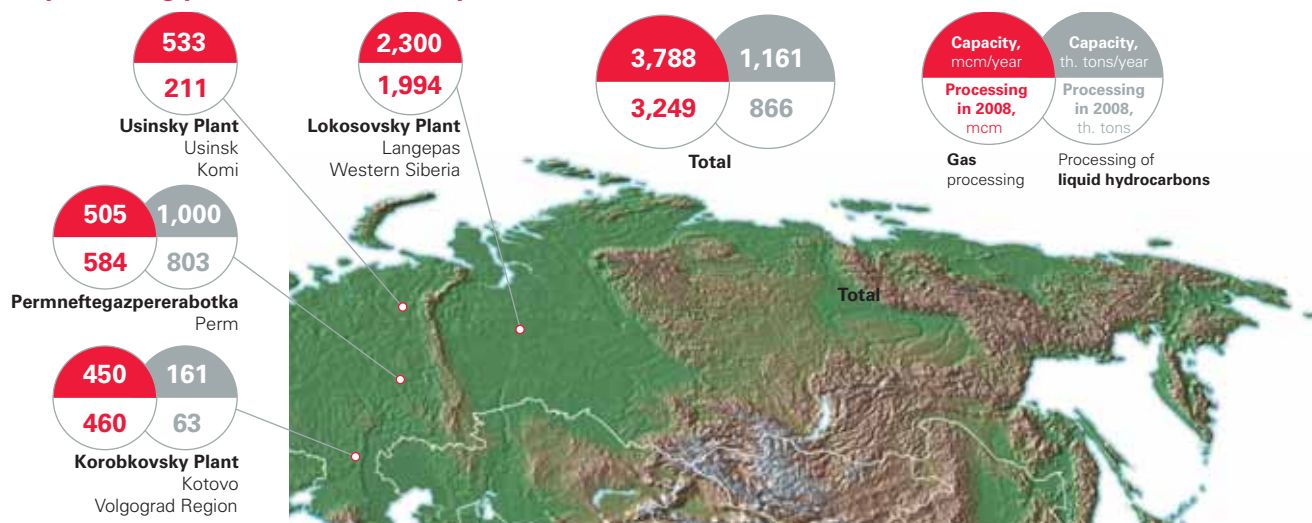 533
211
Usinsky Plant
Usinsk
Komi
2,300
1,994
Lokosovsky Plant
Langepas
Western Siberia
3,788 1,161
3,249 866
Total
Capacity,
mcm/year
Capacity,
th. tons/year
Processing
in 2008,
mcm
Processing
in 2008,
th. tons
Gas
processing
Processing of
liquid hydrocarbons
505 1,000
584 803
Permneftegazpererabotka
Perm
Total
450 161
460 63
Korobkovsky Plant
Kotovo
Volgograd Region